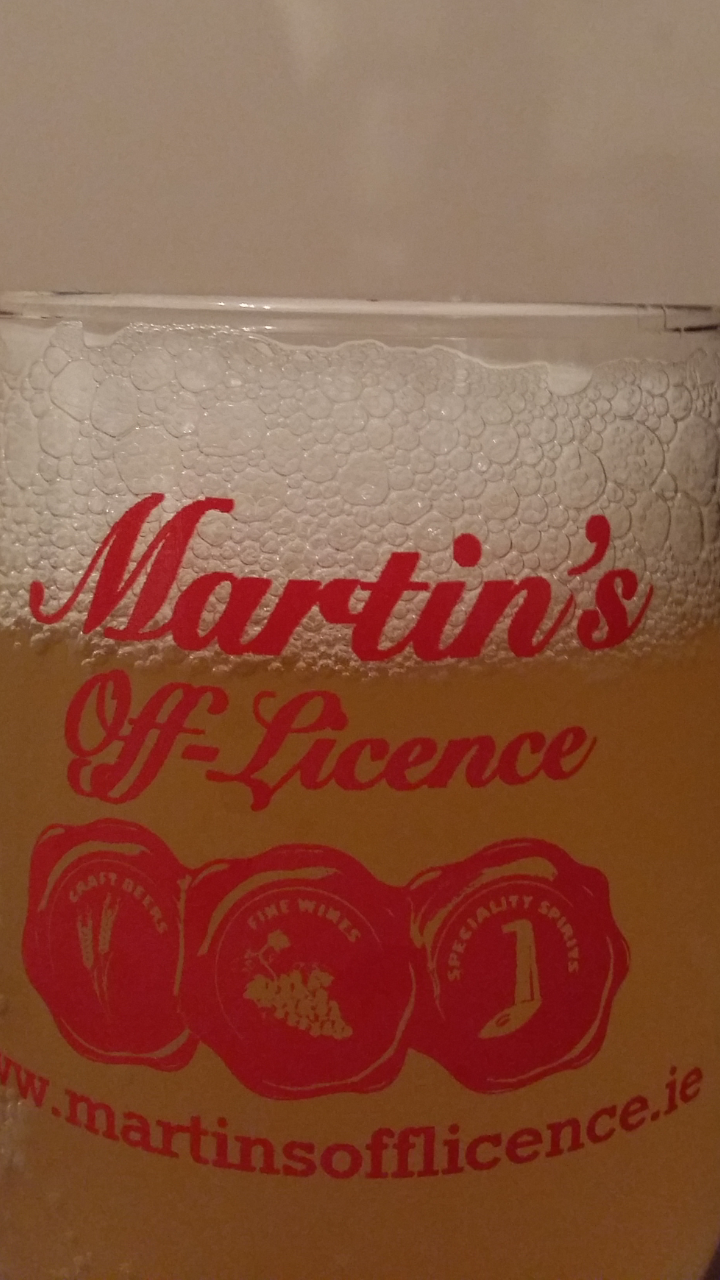 Martin's
Off-Licence
CRAFT BEERS
FINE WINES
SPECIALITY SPIRITS
www.martinsofflicence.ie